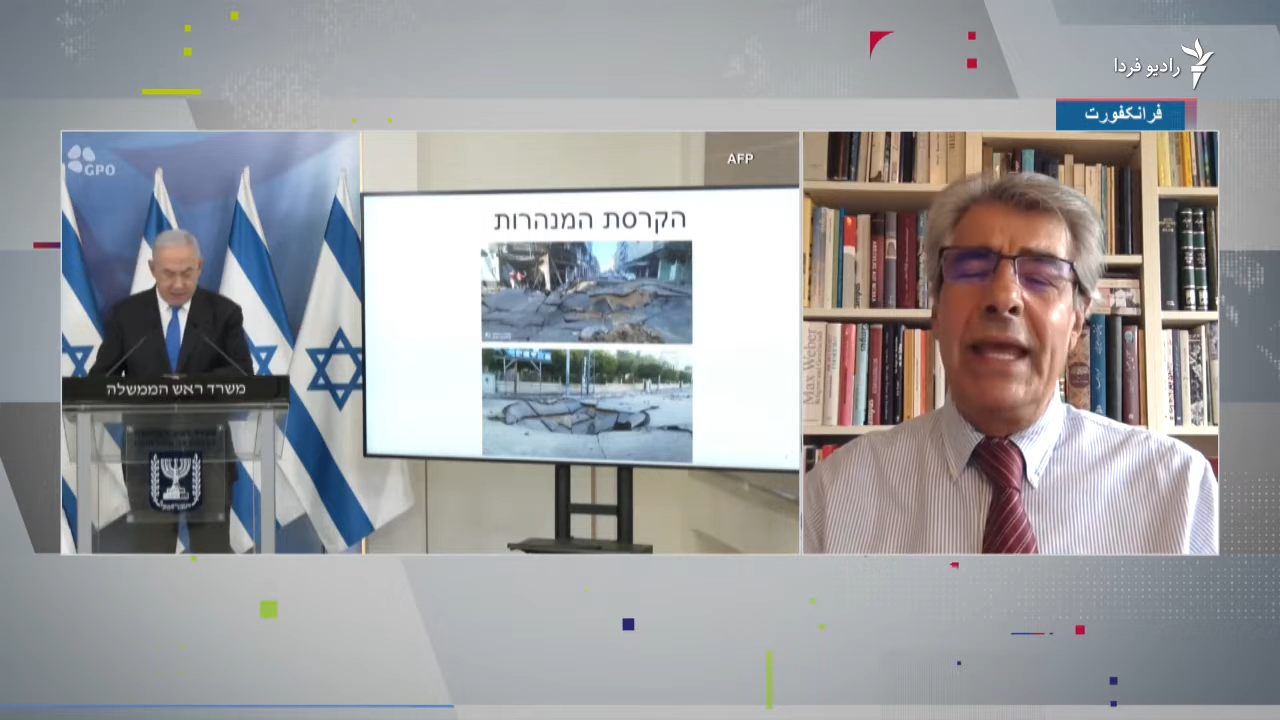 رادیو فردا
فرانکفورت
GPO
AFP
הקרסת המנהרות
משרד ראש הממשלה
Max Weber